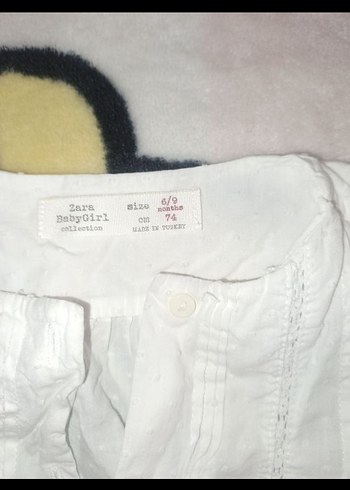 Zara
BabyGirl
collection
size 6/9
months
cm 74
MADE IN TURKEY